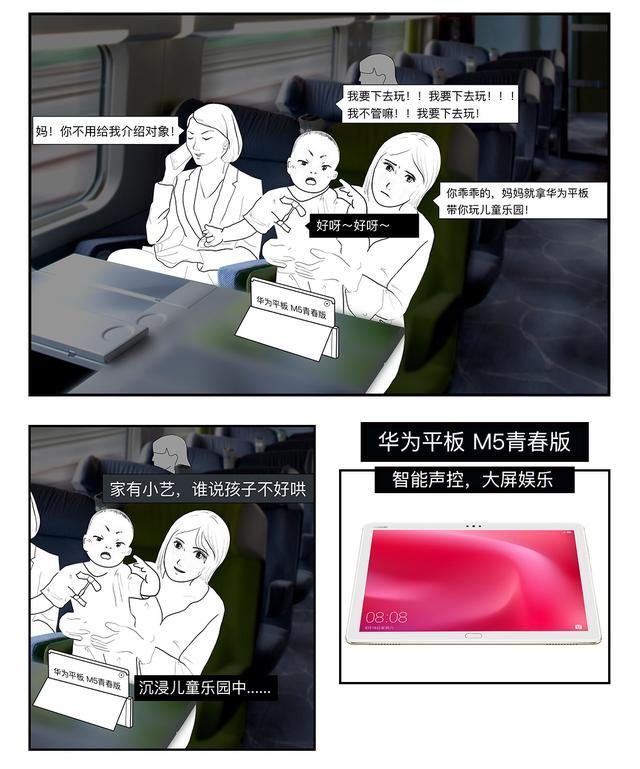 我要下去玩！！我要下去玩！！！
我不管嘛！！我要下去玩！
妈！你不用给我介绍对象！
你乖乖的，妈妈就拿华为平板
带你玩儿童乐园！
好呀～好呀～
华为平板 M5青春版
家有小艺，谁说孩子不好哄
华为平板 M5青春版
沉浸儿童乐园中......
华为平板 M5青春版
智能声控，大屏娱乐
08:08